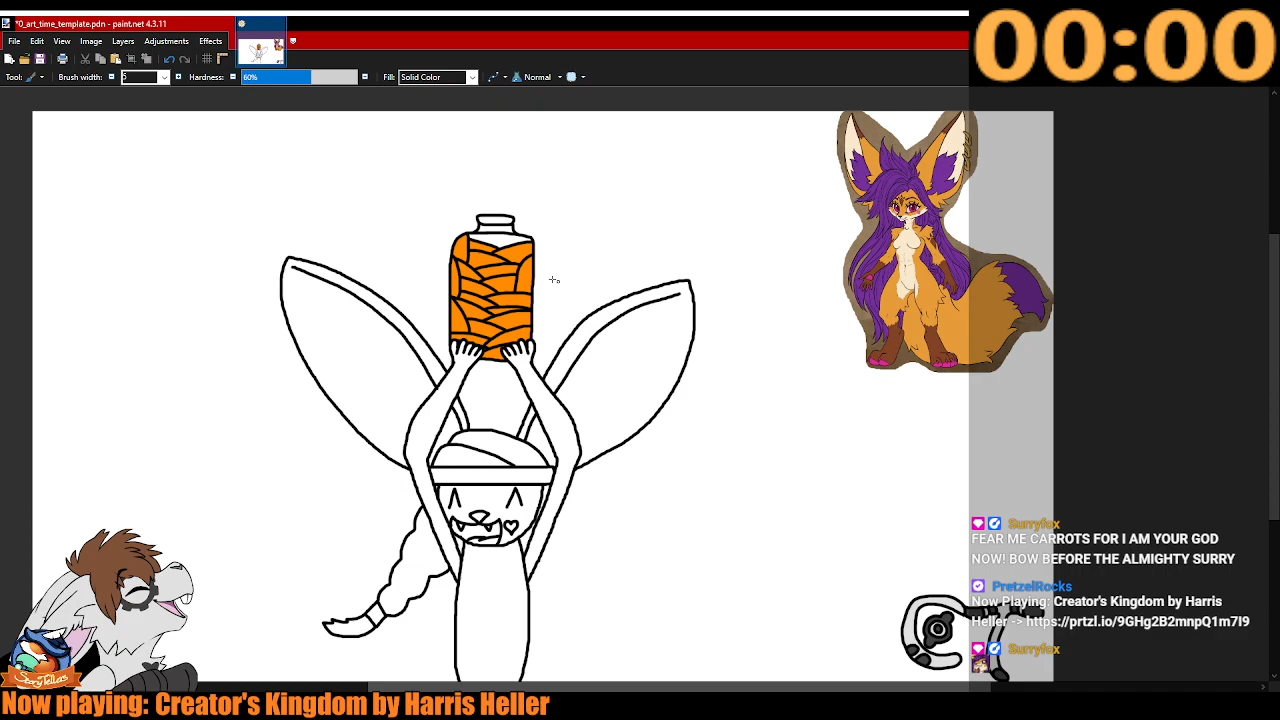 *0_art_time_template.pdn - paint.net 4.3.11
00:00
File Edit View Image Layers Adjustments Effects
Tool: Brush width: 5 Hardness: 60% Fill: Solid Color Normal
Surryfox
FEAR ME CARROTS FOR I AM YOUR GOD
NOW! BOW BEFORE THE ALMIGHTY SURRY
PretzelRocks
Now Playing: Creator's Kingdom by Harris
Heller -> https://prtzl.io/9GHg2B2mnpQ1m7I9
Surryfox
StoryTellers
Now playing: Creator's Kingdom by Harris Heller